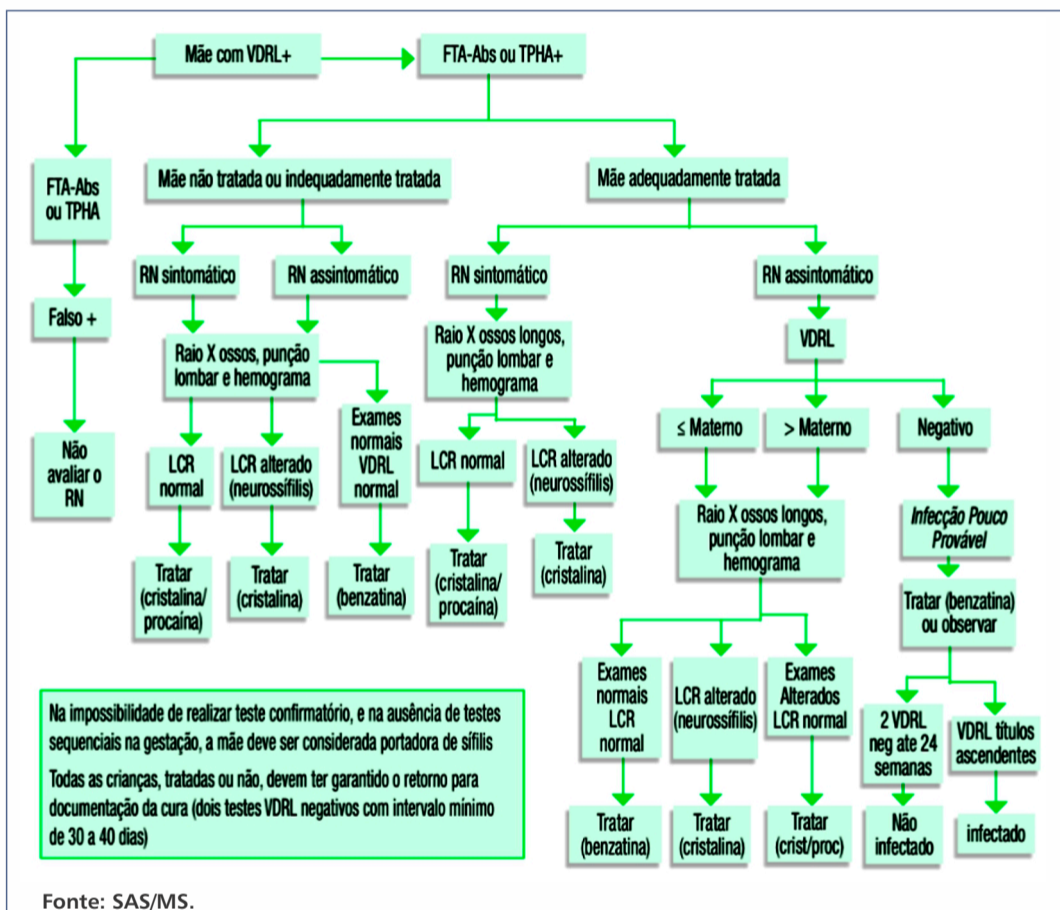 Mãe com VDRL+
FTA-Abs ou TPHA+
FTA-Abs
ou TPHA
Falso +
Não
avaliar o
RN
Mãe não tratada ou indequadamente tratada
RN sintomático
RN assintomático
Raio X ossos, punção
lombar e hemograma
LCR
normal
LCR alterado
(neurossífilis)
Exames
normais
VDRL
normal
Tratar
(cristalina/
procaína)
Tratar
(cristalina)
Tratar
(benzatina)
Mãe adequadamente tratada
RN sintomático
Raio X ossos longos,
punção lombar e
hemograma
LCR normal
LCR alterado
(neurossífilis)
Tratar
(cristalina/
procaína)
Tratar
(cristalina)
RN assintomático
VDRL
≤ Materno
> Materno
Negativo
Raio X ossos longos,
punção lombar e
hemograma
Exames
normais
LCR
normal
LCR alterado
(neurossífilis)
Exames
Alterados
LCR normal
Tratar
(benzatina)
Tratar
(cristalina)
Tratar
(crist/proc)
Infecção Pouco
Provável
Tratar (benzatina)
ou observar
2 VDRL
neg ate 24
semanas
VDRL títulos
ascendentes
Não
infectado
infectado
Na impossibilidade de realizar teste confirmatório, e na ausência de testes
sequenciais na gestação, a mãe deve ser considerada portadora de sífilis
Todas as crianças, tratadas ou não, devem ter garantido o retorno para
documentação da cura (dois testes VDRL negativos com intervalo mínimo
de 30 a 40 dias)
Fonte: SAS/MS.